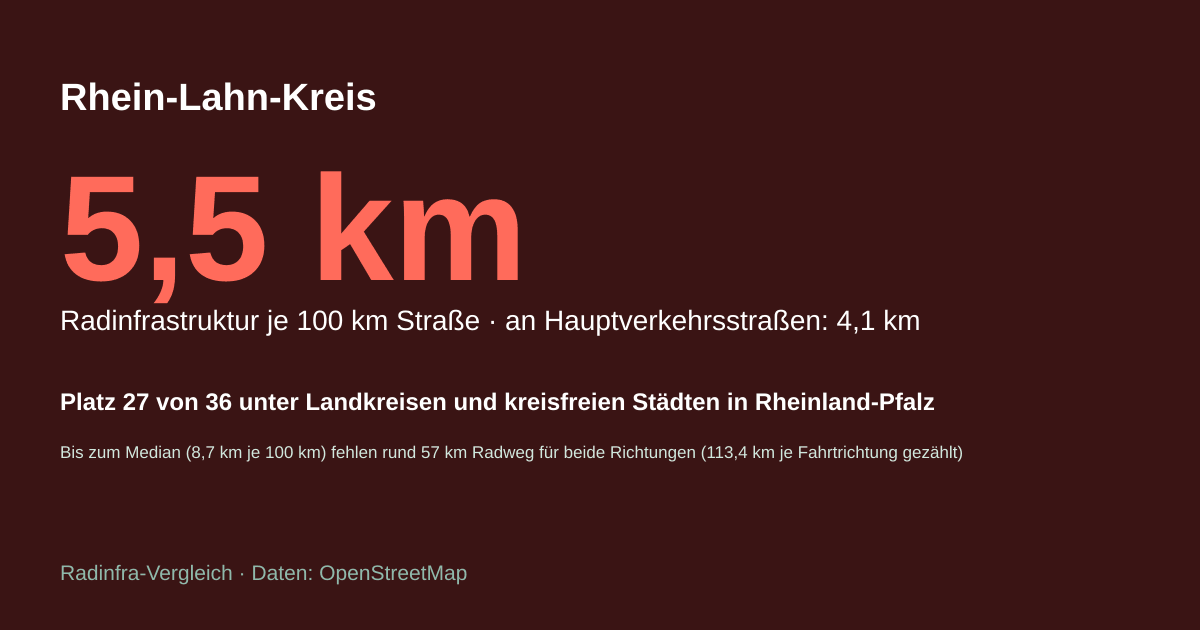 Rhein-Lahn-Kreis
5,5 km
Radinfrastruktur je 100 km Straße · an Hauptverkehrsstraßen: 4,1 km
Platz 27 von 36 unter Landkreisen und kreisfreien Städten in Rheinland-Pfalz
Bis zum Median (8,7 km je 100 km) fehlen rund 57 km Radweg für beide Richtungen (113,4 km je Fahrtrichtung gezählt)
Radinfra-Vergleich · Daten: OpenStreetMap